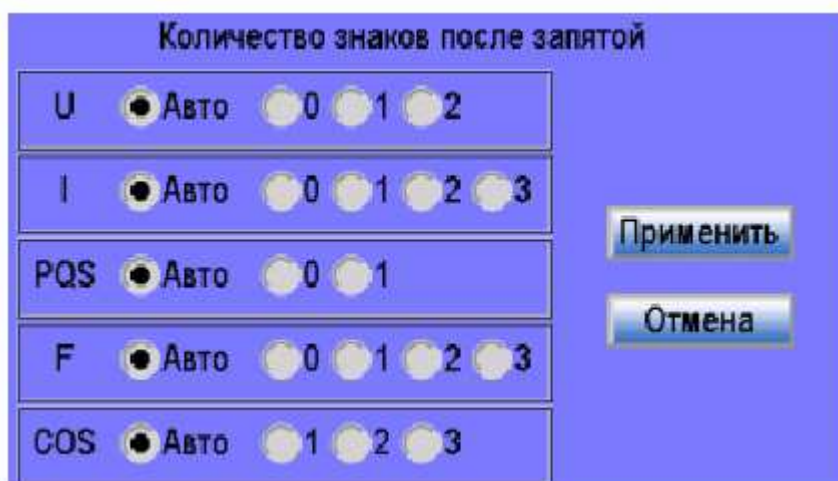 Количество знаков после запятой
U Авто 0 1 2
I Авто 0 1 2 3
Применить
PQS Авто 0 1
Отмена
F Авто 0 1 2 3
COS Авто 1 2 3